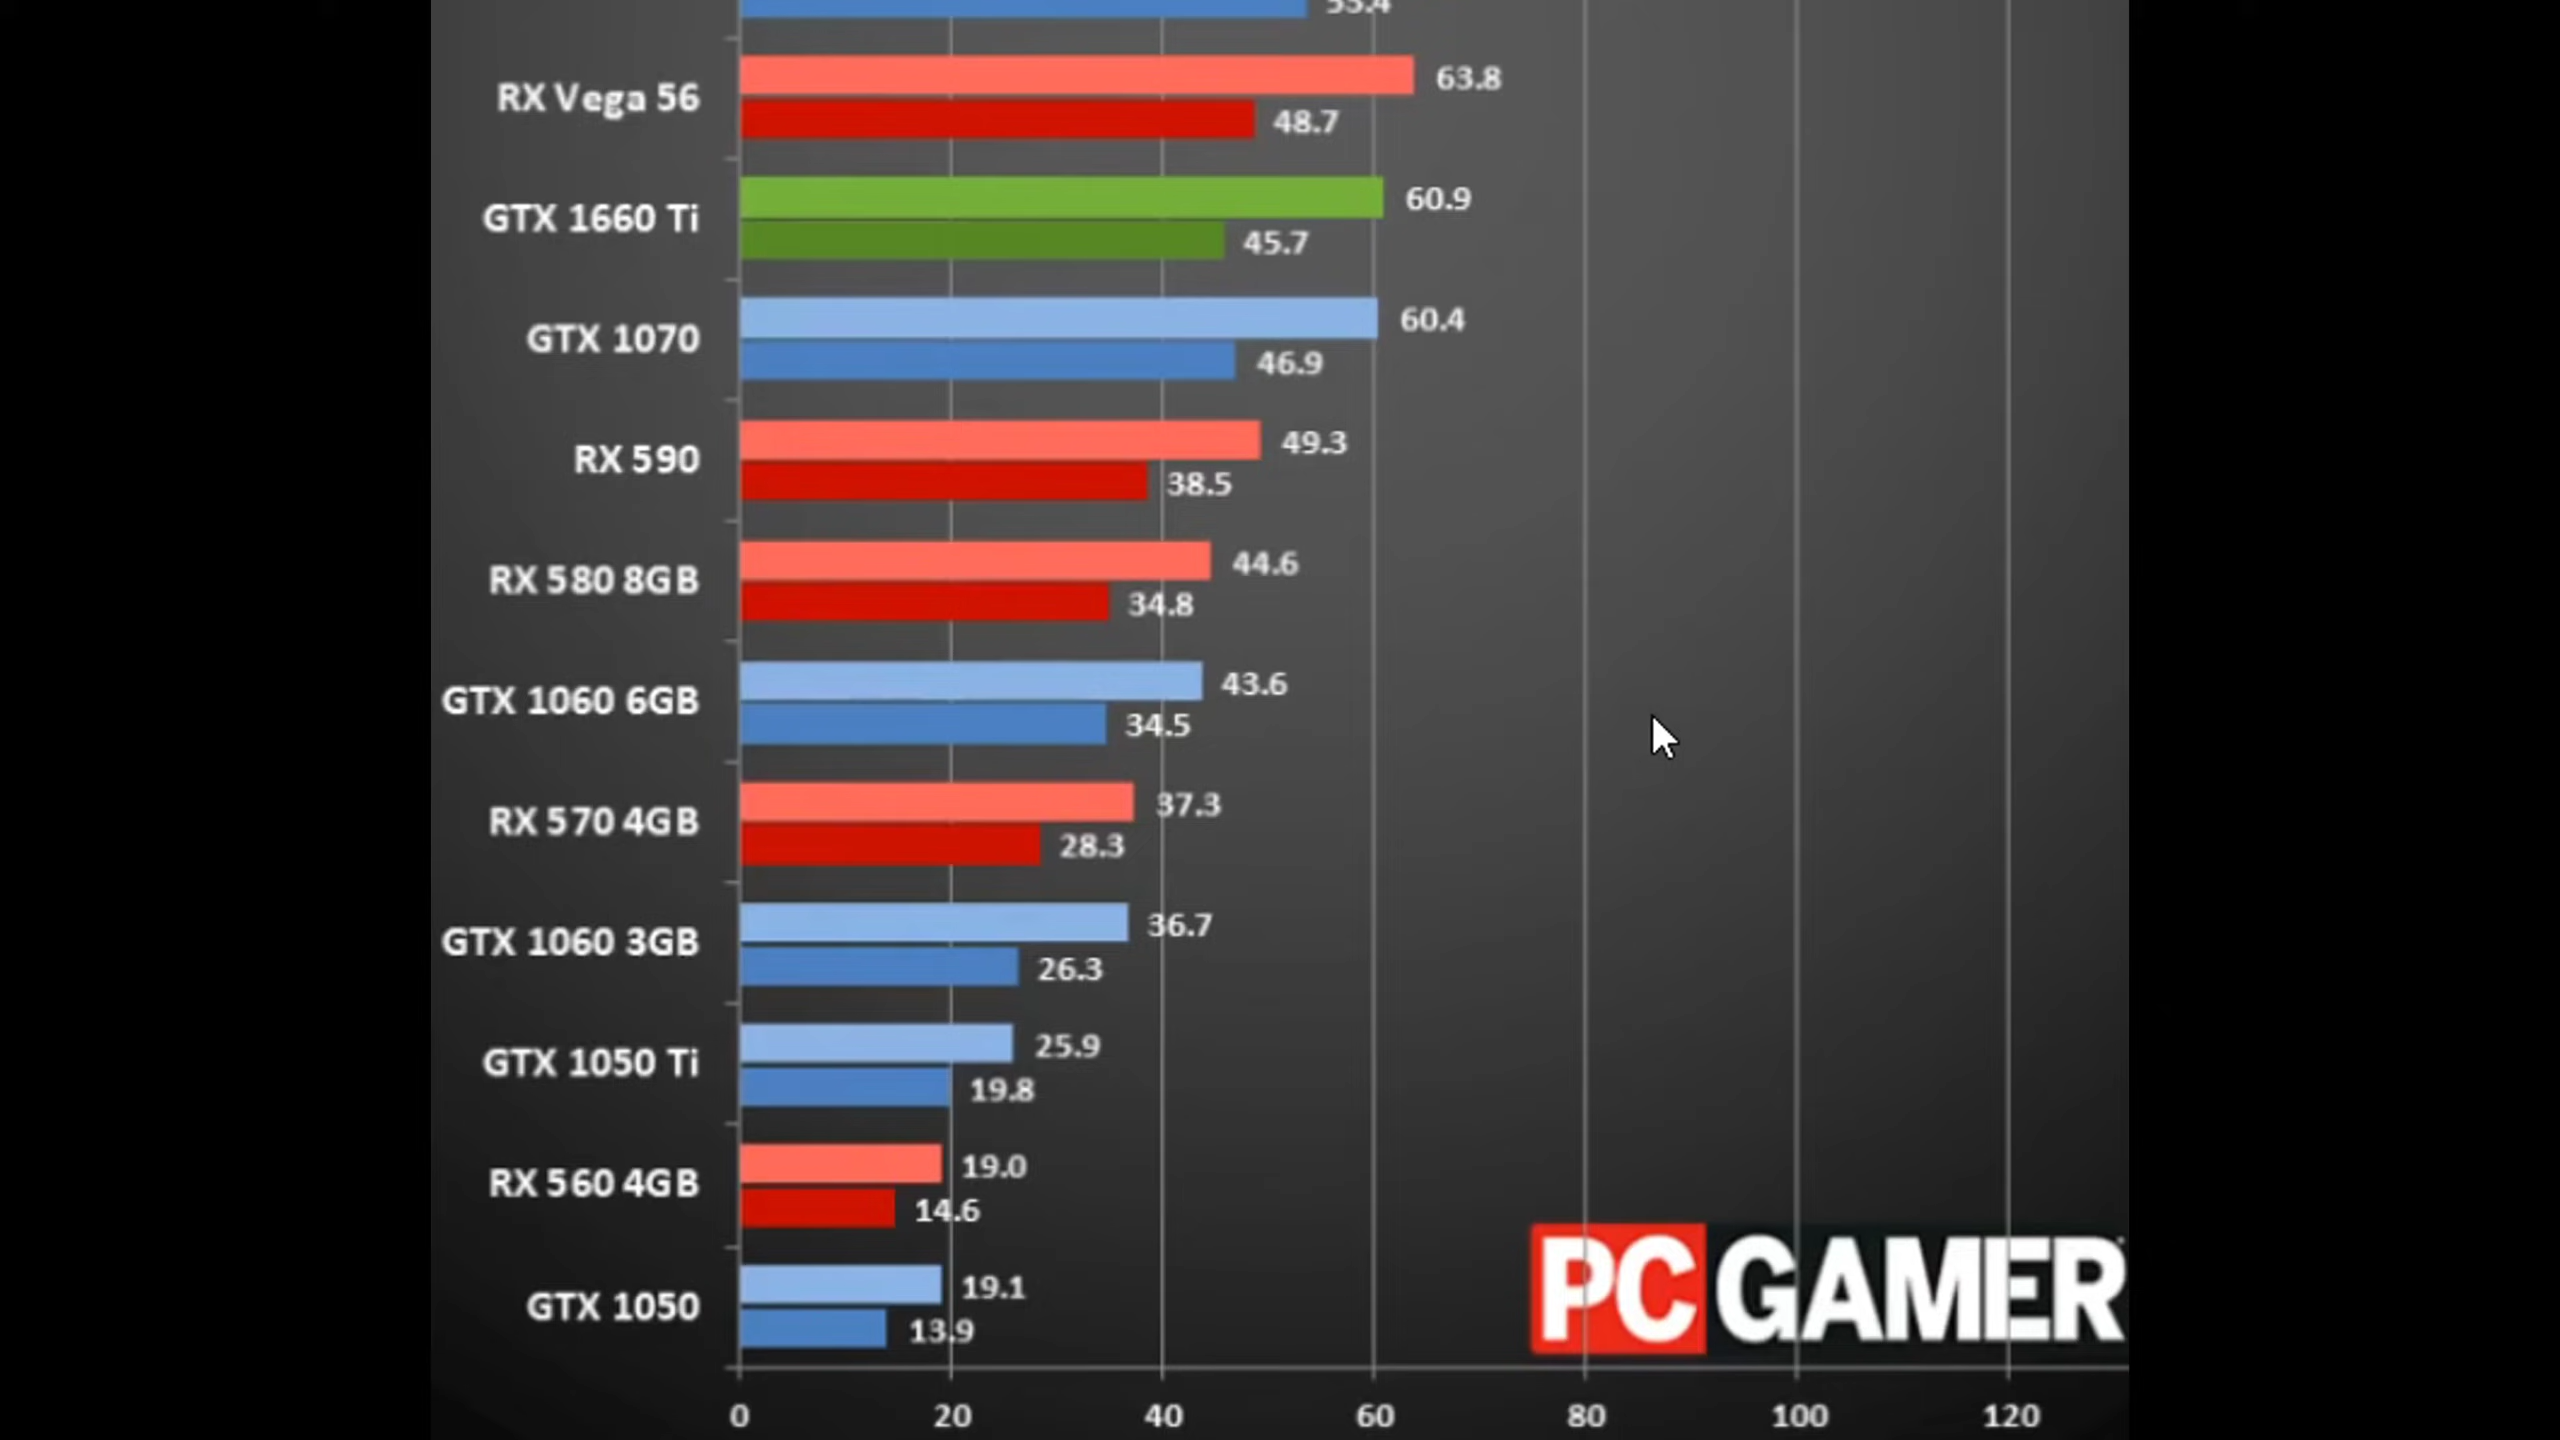 RX Vega 56
63.8
48.7
GTX 1660 Ti
60.9
45.7
GTX 1070
60.4
46.9
RX 590
49.3
38.5
RX 580 8GB
44.6
34.8
GTX 1060 6GB
43.6
34.5
RX 570 4GB
37.3
28.3
GTX 1060 3GB
36.7
26.3
GTX 1050 Ti
25.9
19.8
RX 560 4GB
19.0
14.6
GTX 1050
19.1
13.9
PC GAMER
0 20 40 60 80 100 120